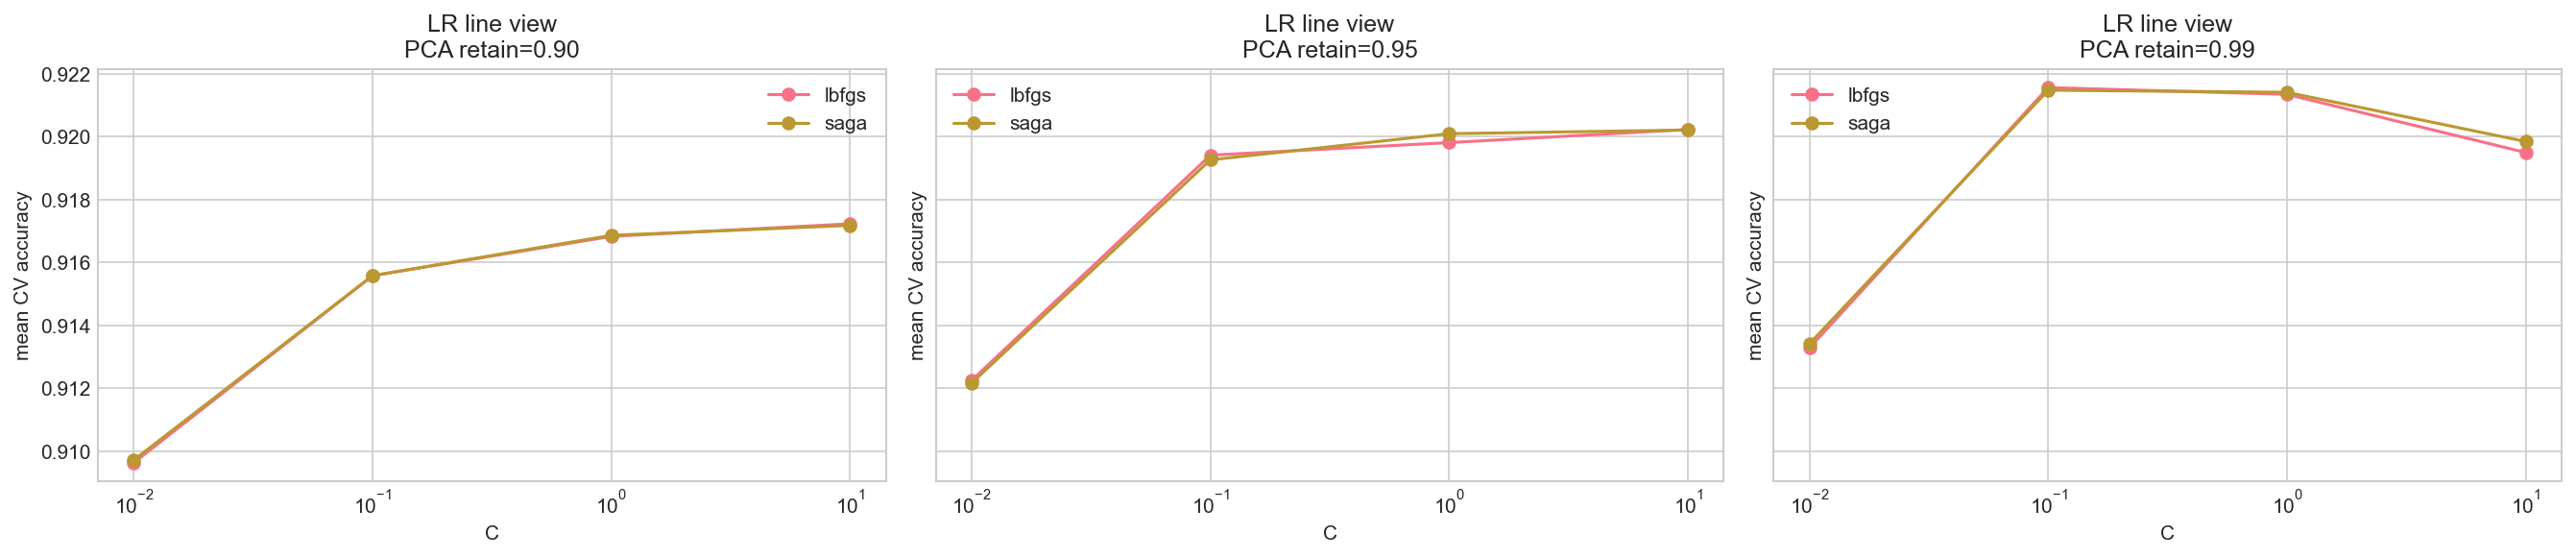 LR line view
PCA retain=0.90
0.922
0.920
0.918
0.916
0.914
0.912
0.910
mean CV accuracy
lbfgs
saga
10⁻²
10⁻¹
10⁰
10¹
C
LR line view
PCA retain=0.95
mean CV accuracy
lbfgs
saga
10⁻²
10⁻¹
10⁰
10¹
C
LR line view
PCA retain=0.99
mean CV accuracy
lbfgs
saga
10⁻²
10⁻¹
10⁰
10¹
C